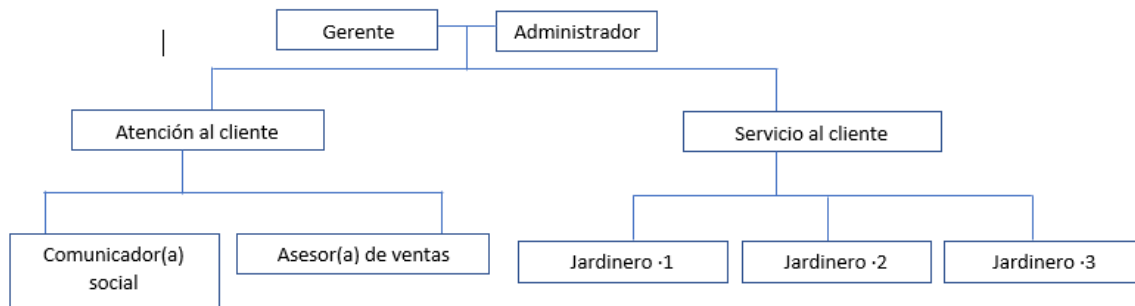 Gerente
Administrador
Atención al cliente
Servicio al cliente
Comunicador(a)
social
Asesor(a) de ventas
Jardinero ·1
Jardinero ·2
Jardinero ·3